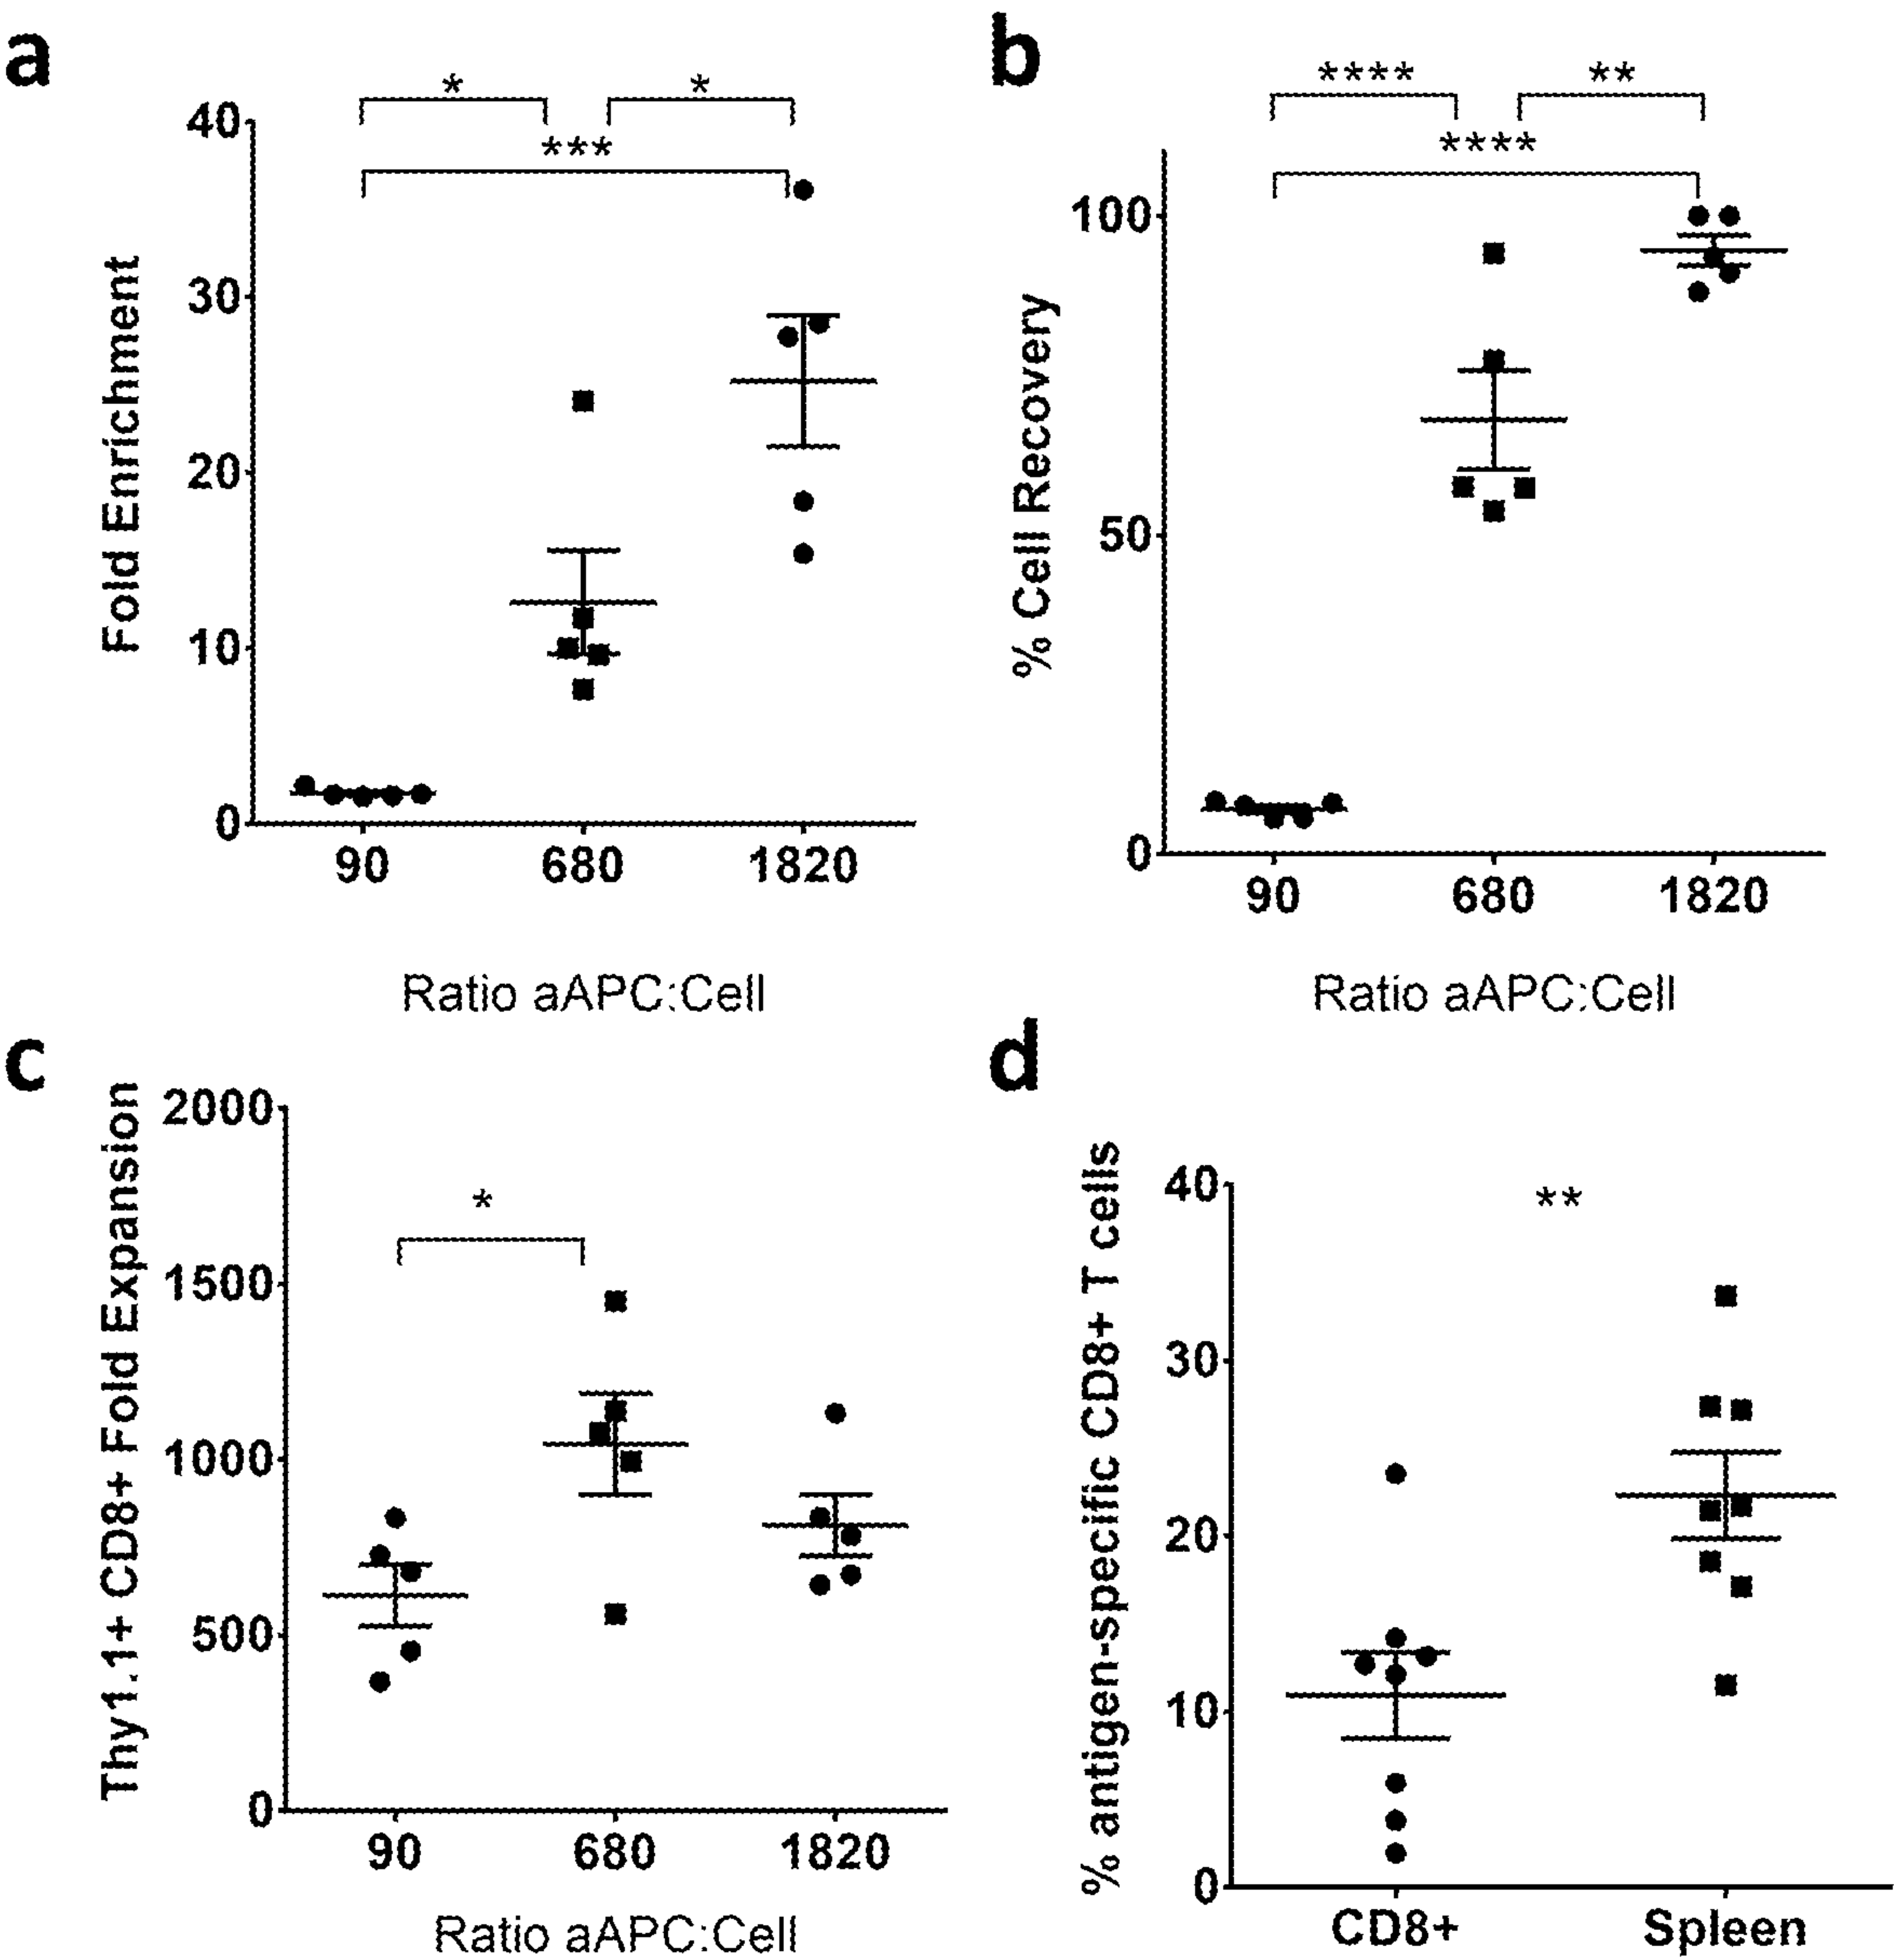 a
* *
***
40
30
20
10
0
Fold Enrichment
90 680 1820
Ratio aAPC:Cell
b
**** **
****
100
50
0
% Cell Recovery
90 680 1820
Ratio aAPC:Cell
c
2000
1500
1000
500
0
Thy1.1+ CD8+ Fold Expansion
*
90 680 1820
Ratio aAPC:Cell
d
40
30
20
10
0
% antigen-specific CD8+ T cells
**
CD8+ Spleen